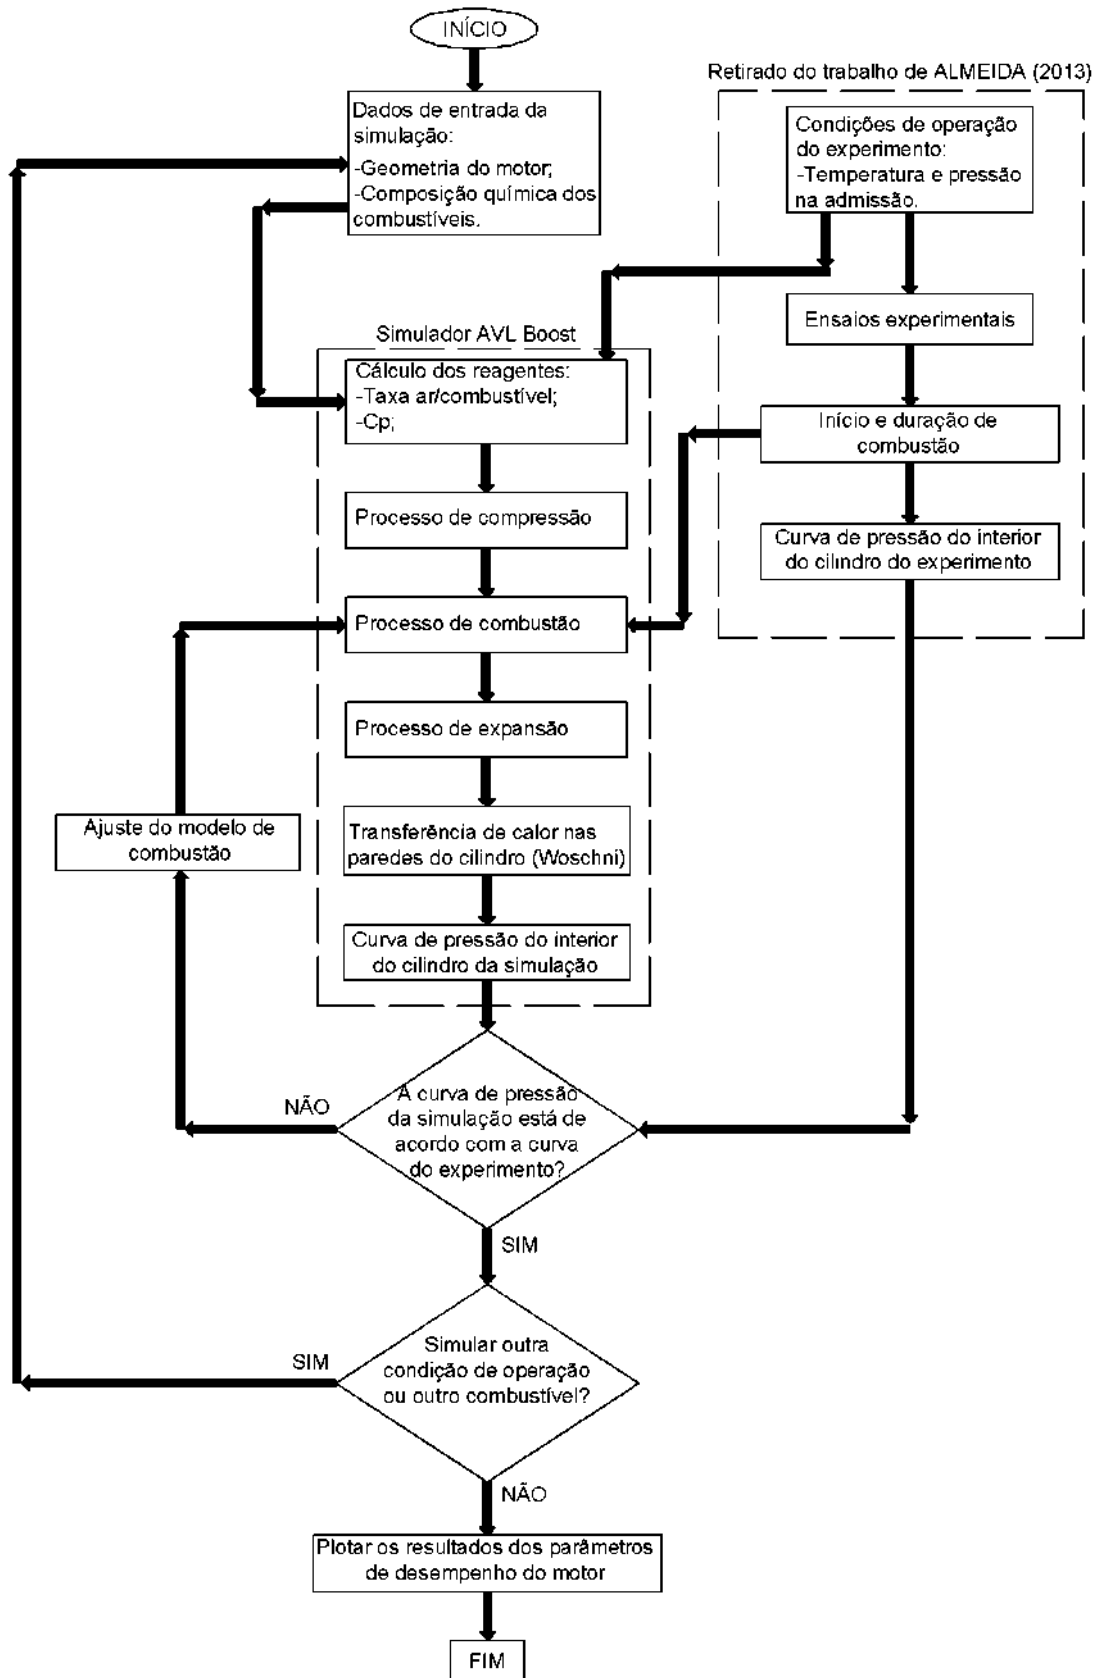 INÍCIO
Retirado do trabalho de ALMEIDA (2013)
Dados de entrada da
simulação:
-Geometria do motor;
-Composição química dos
combustíveis.
Condições de operação
do experimento:
-Temperatura e pressão
na admissão.
Ensaios experimentais
Início e duração de
combustão
Curva de pressão do interior
do cilindro do experimento
Simulador AVL Boost
Cálculo dos reagentes:
-Taxa ar/combustível;
-Cp;
Processo de compressão
Processo de combustão
Processo de expansão
Transferência de calor nas
paredes do cilindro (Woschni)
Curva de pressão do interior
do cilindro da simulação
Ajuste do modelo de
combustão
A curva de pressão
da simulação está de
acordo com a curva
do experimento?
NÃO
SIM
Simular outra
condição de operação
ou outro combustível?
SIM
NÃO
Plotar os resultados dos parâmetros
de desempenho do motor
FIM